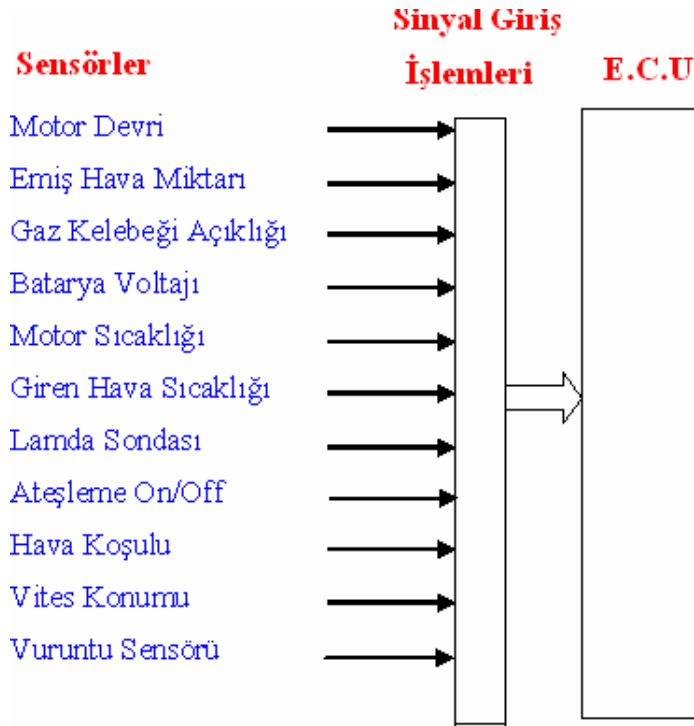 Sinyal Giriş
İşlemleri
Sensörler
E.C.U
Motor Devri
Emiş Hava Miktarı
Gaz Kelebeği Açıklığı
Batarya Voltajı
Motor Sıcaklığı
Giren Hava Sıcaklığı
Lamda Sondası
Ateşleme On/Off
Hava Koşulu
Vites Konumu
Vuruntu Sensörü